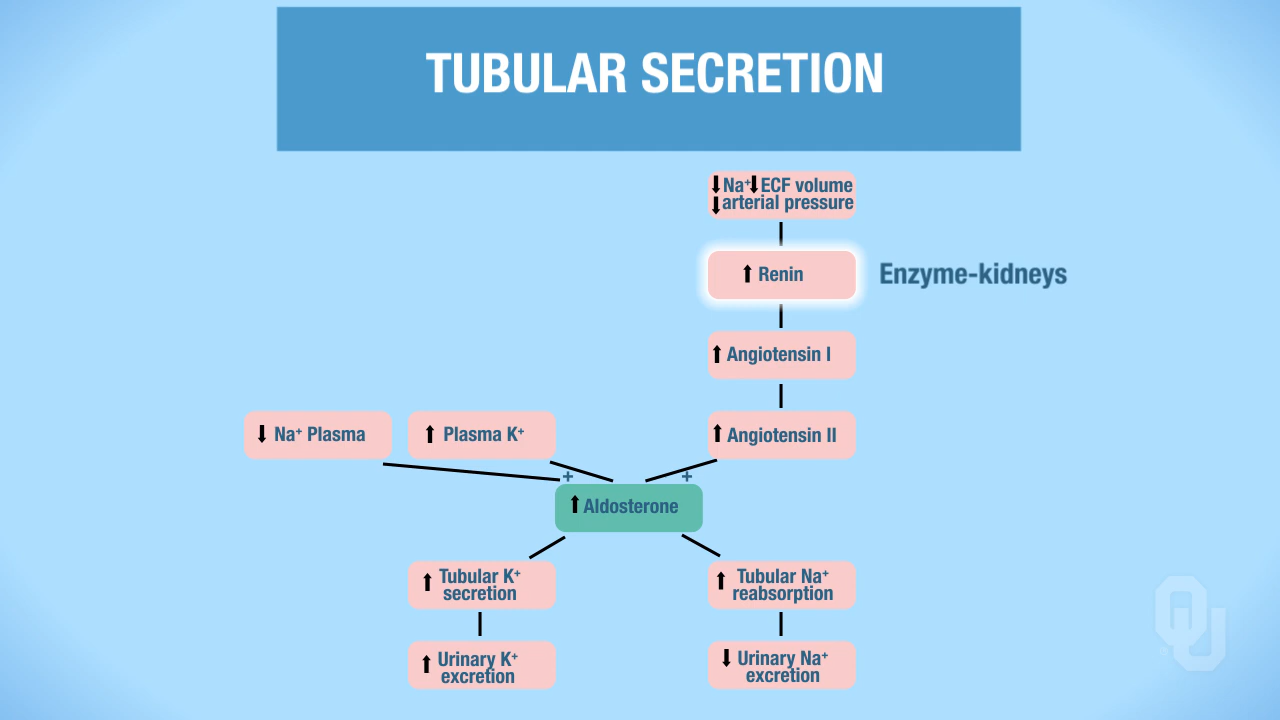 TUBULAR SECRETION
↓Na⁺↓ECF volume
↓arterial pressure
↑ Renin
Enzyme-kidneys
↑ Angiotensin I
↓ Na⁺ Plasma
↑ Plasma K⁺
↑ Angiotensin II
+ +
↑ Aldosterone
↑ Tubular K⁺
secretion
↑ Tubular Na⁺
reabsorption
↑ Urinary K⁺
excretion
↓ Urinary Na⁺
excretion
OU